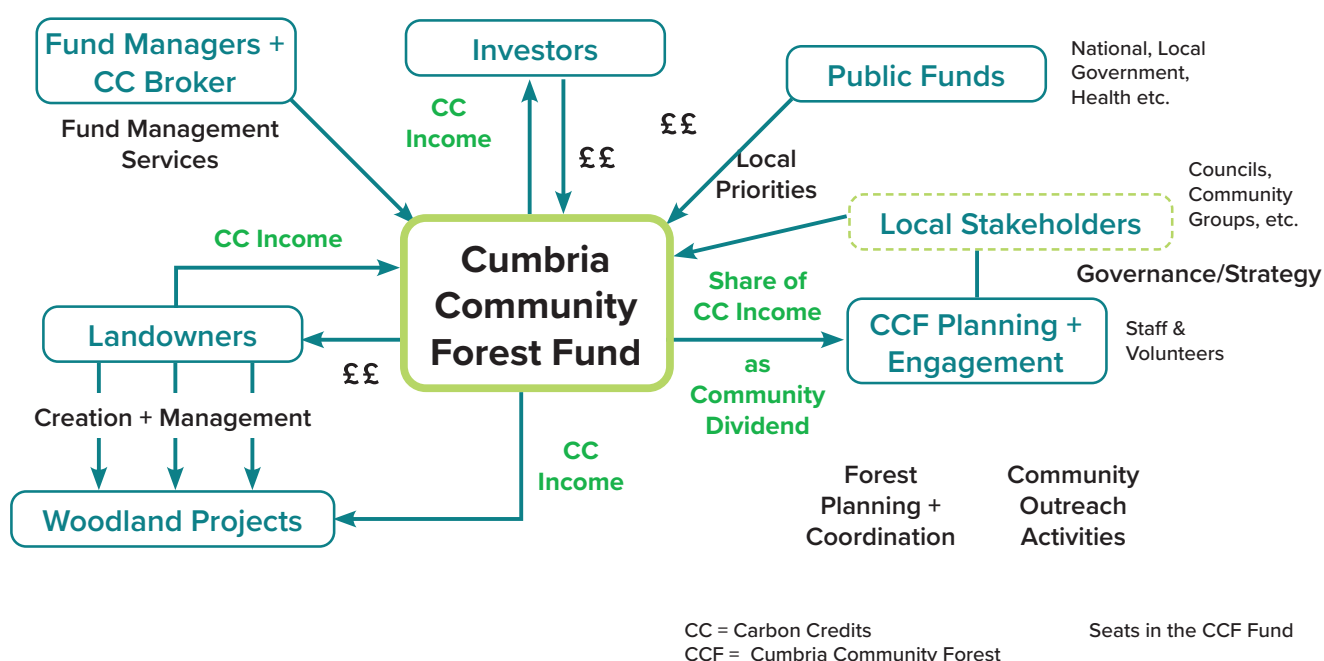 Fund Managers +
CC Broker
Fund Management
Services
Investors
CC
Income
££
££
Public Funds
National, Local
Government,
Health etc.
Local
Priorities
Councils,
Community
Groups, etc.
Local Stakeholders
Governance/Strategy
CC Income
Cumbria
Community
Forest Fund
Share of
CC Income
as
Community
Dividend
CCF Planning +
Engagement
Staff &
Volunteers
Landowners
££
Creation + Management
CC
Income
Woodland Projects
Forest
Planning +
Coordination
Community
Outreach
Activities
CC = Carbon Credits
CCF = Cumbria Community Forest
Seats in the CCF Fund